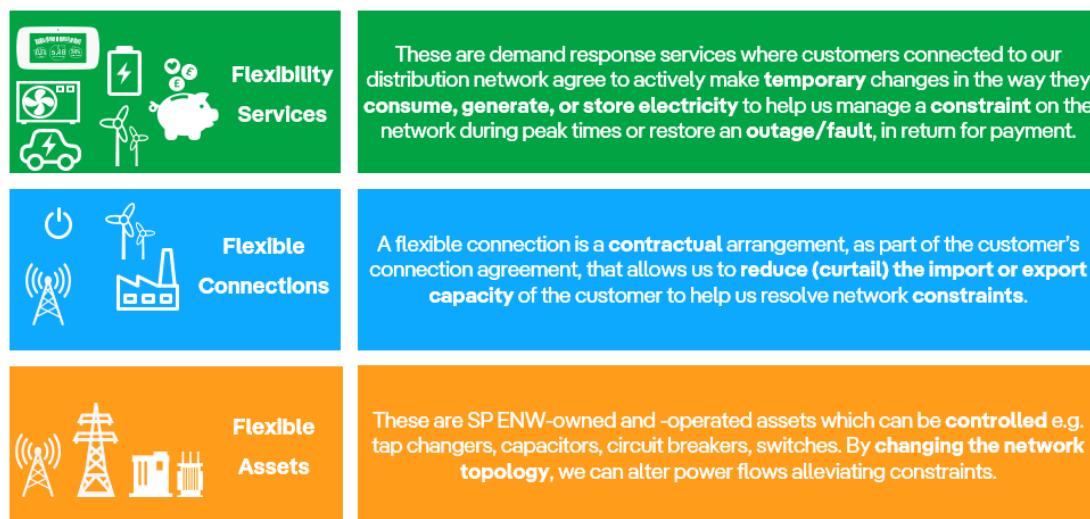 Flexibility
Services
These are demand response services where customers connected to our
distribution network agree to actively make temporary changes in the way they
consume, generate, or store electricity to help us manage a constraint on the
network during peak times or restore an outage/fault, in return for payment.
Flexible
Connections
A flexible connection is a contractual arrangement, as part of the customer's
connection agreement, that allows us to reduce (curtail) the import or export
capacity of the customer to help us resolve network constraints.
Flexible
Assets
These are SP ENW-owned and -operated assets which can be controlled e.g.
tap changers, capacitors, circuit breakers, switches. By changing the network
topology, we can alter power flows alleviating constraints.